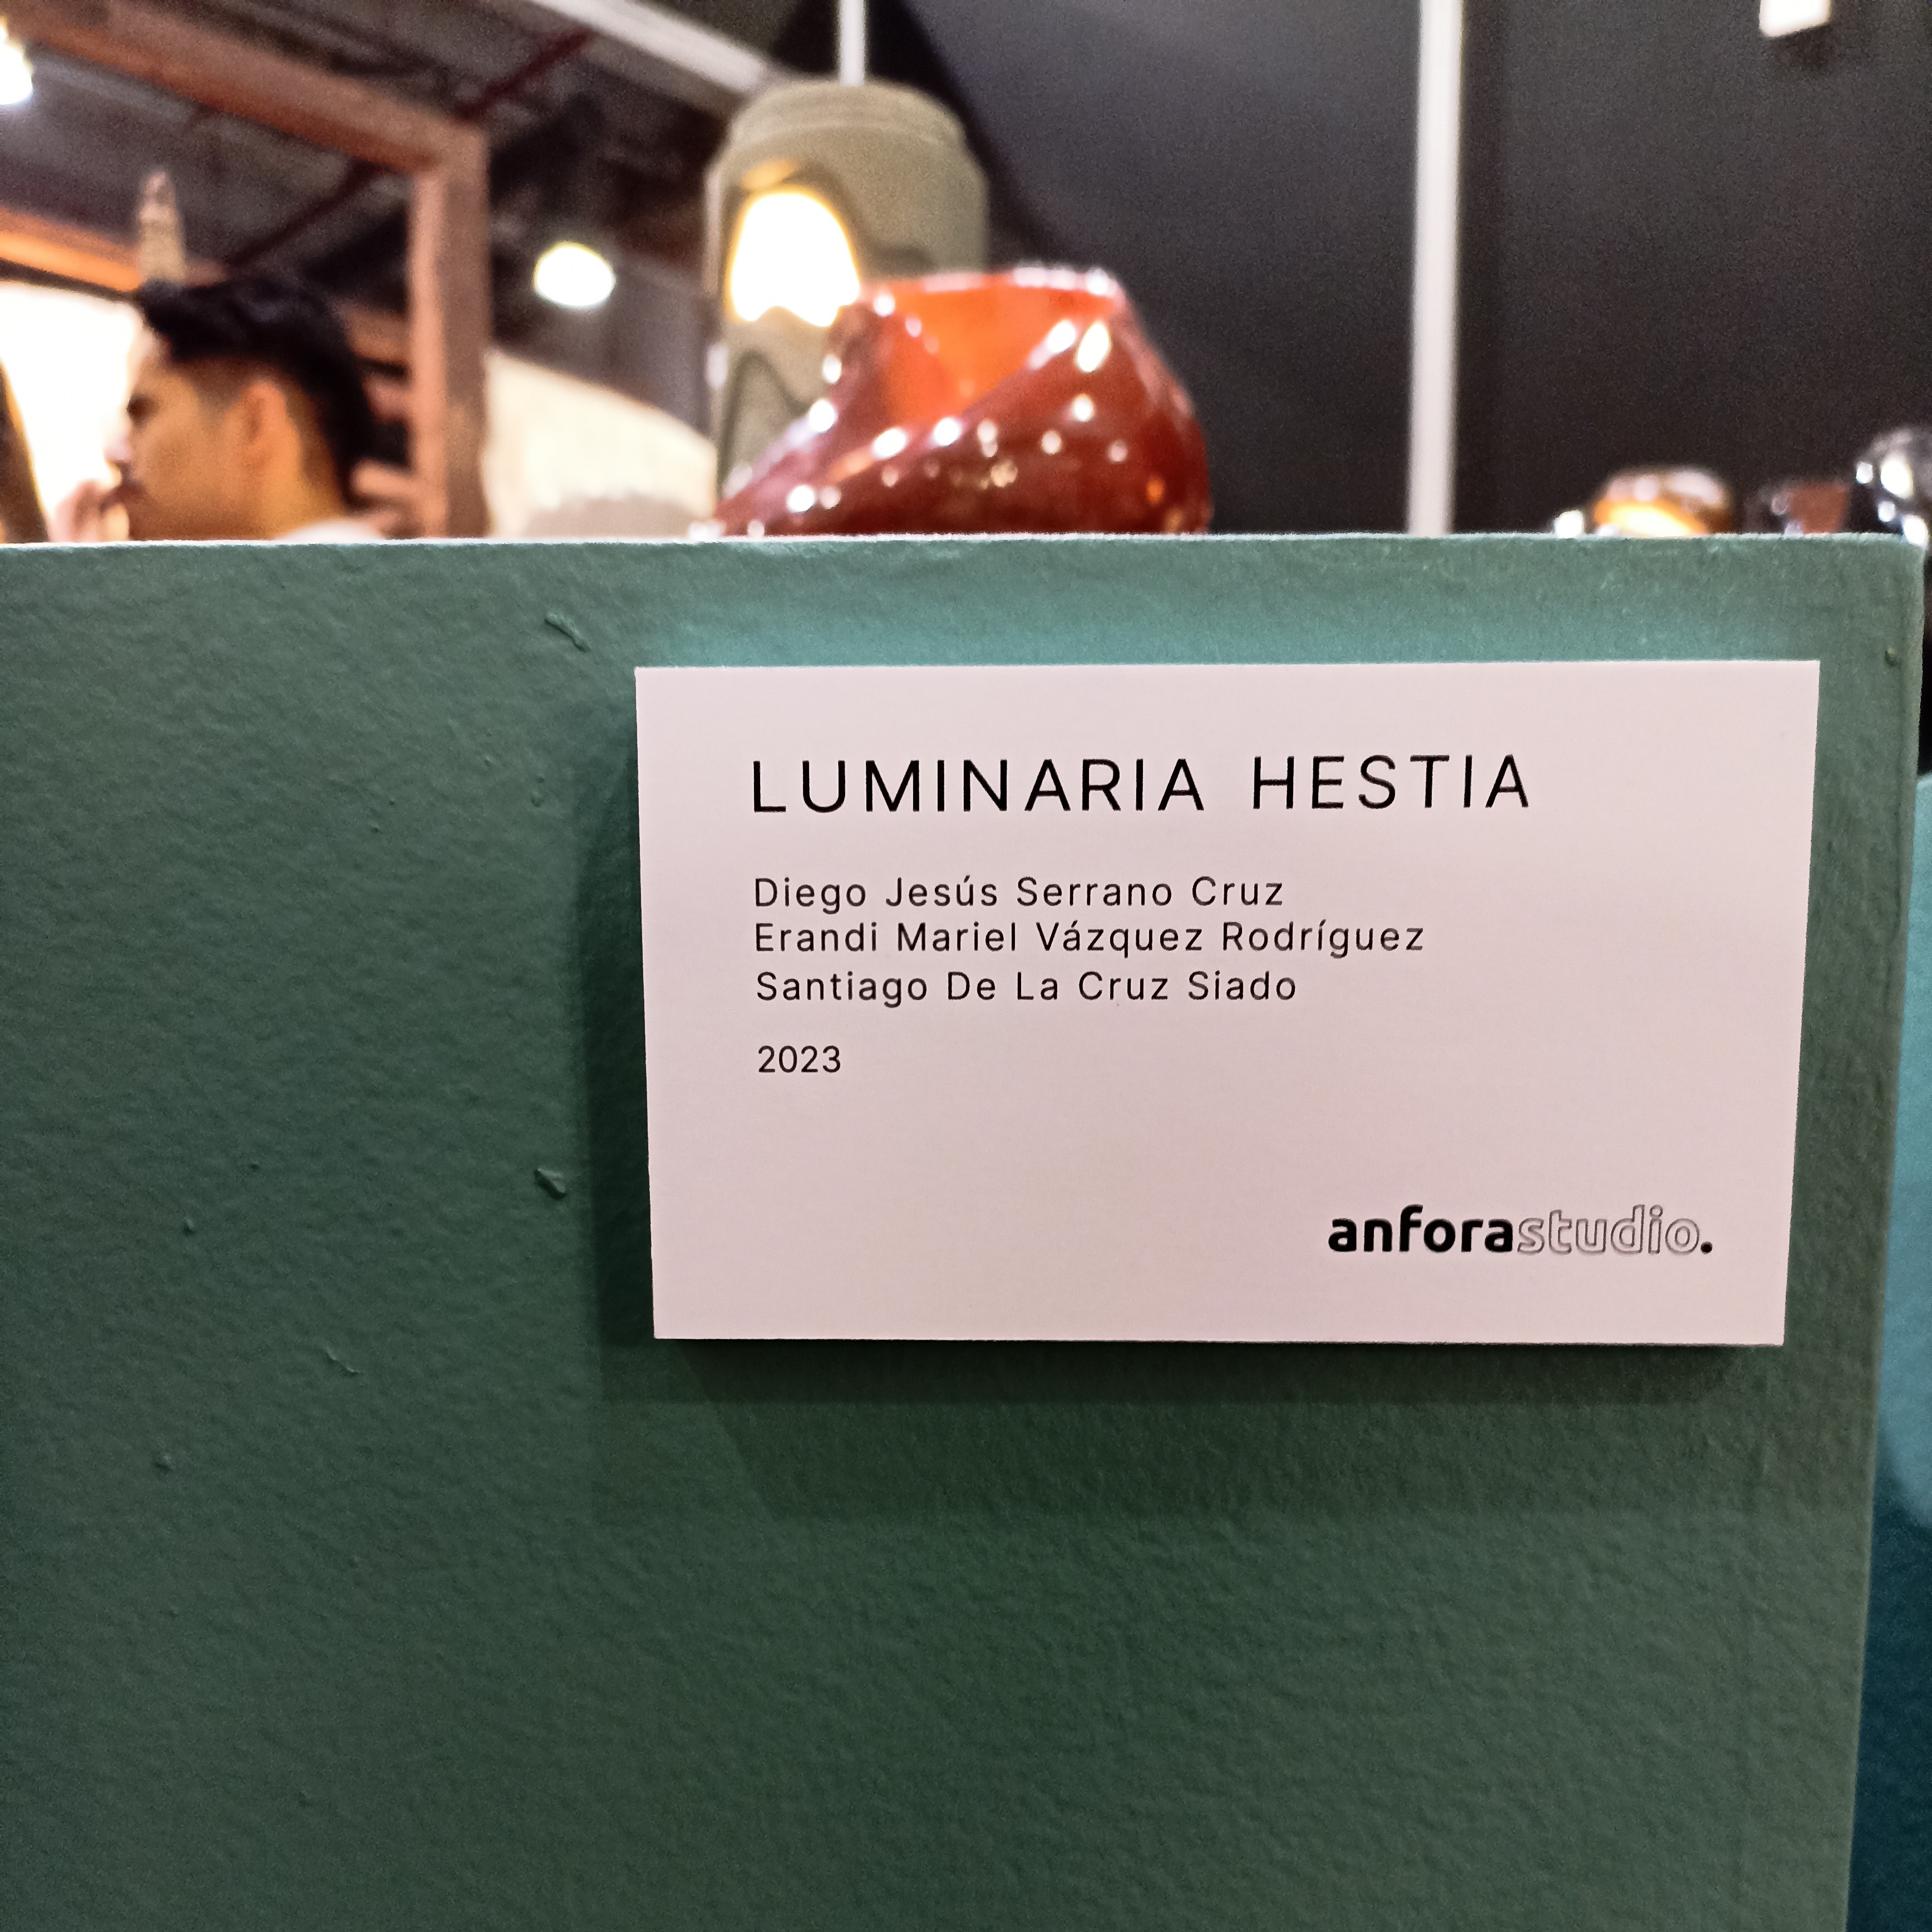 LUMINARIA HESTIA
Diego Jesús Serrano Cruz
Erandi Mariel Vázquez Rodríguez
Santiago De La Cruz Siado
2023
anforastudio.